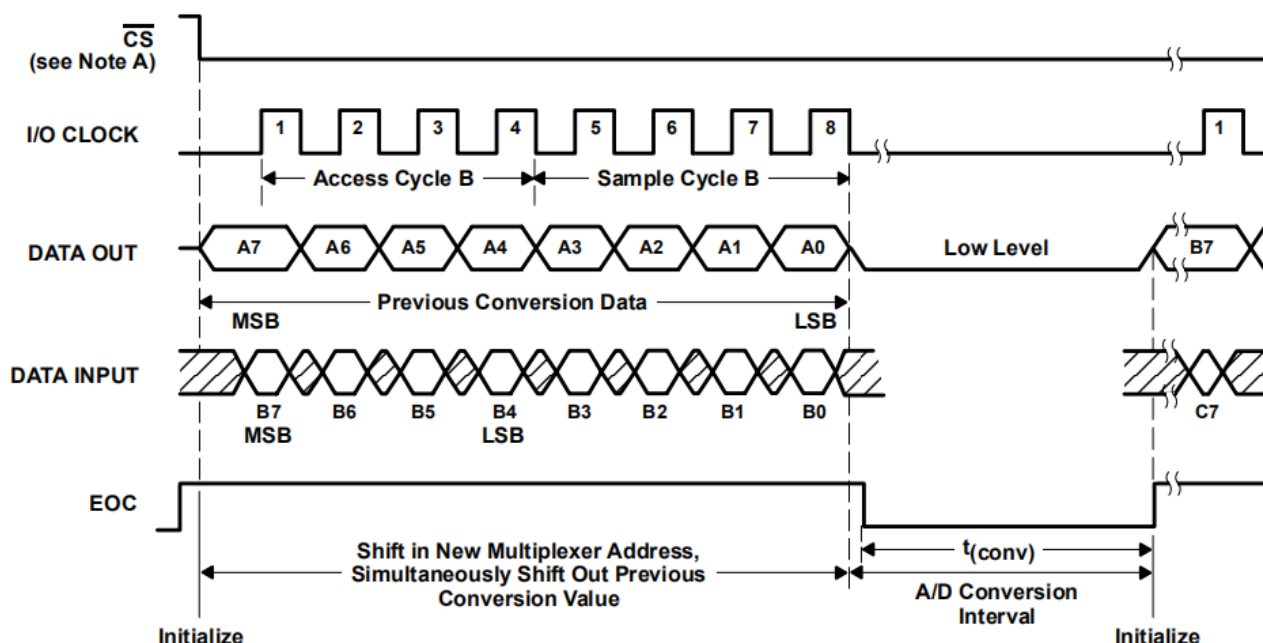 CS
(see Note A)
I/O CLOCK
1 2 3 4 5 6 7 8 1
Access Cycle B Sample Cycle B
DATA OUT
A7 A6 A5 A4 A3 A2 A1 A0 Low Level B7
Previous Conversion Data
MSB LSB
DATA INPUT
B7 B6 B5 B4 B3 B2 B1 B0 C7
MSB LSB
EOC
Shift in New Multiplexer Address,
Simultaneously Shift Out Previous
Conversion Value
t(conv)
A/D Conversion
Interval
Initialize Initialize